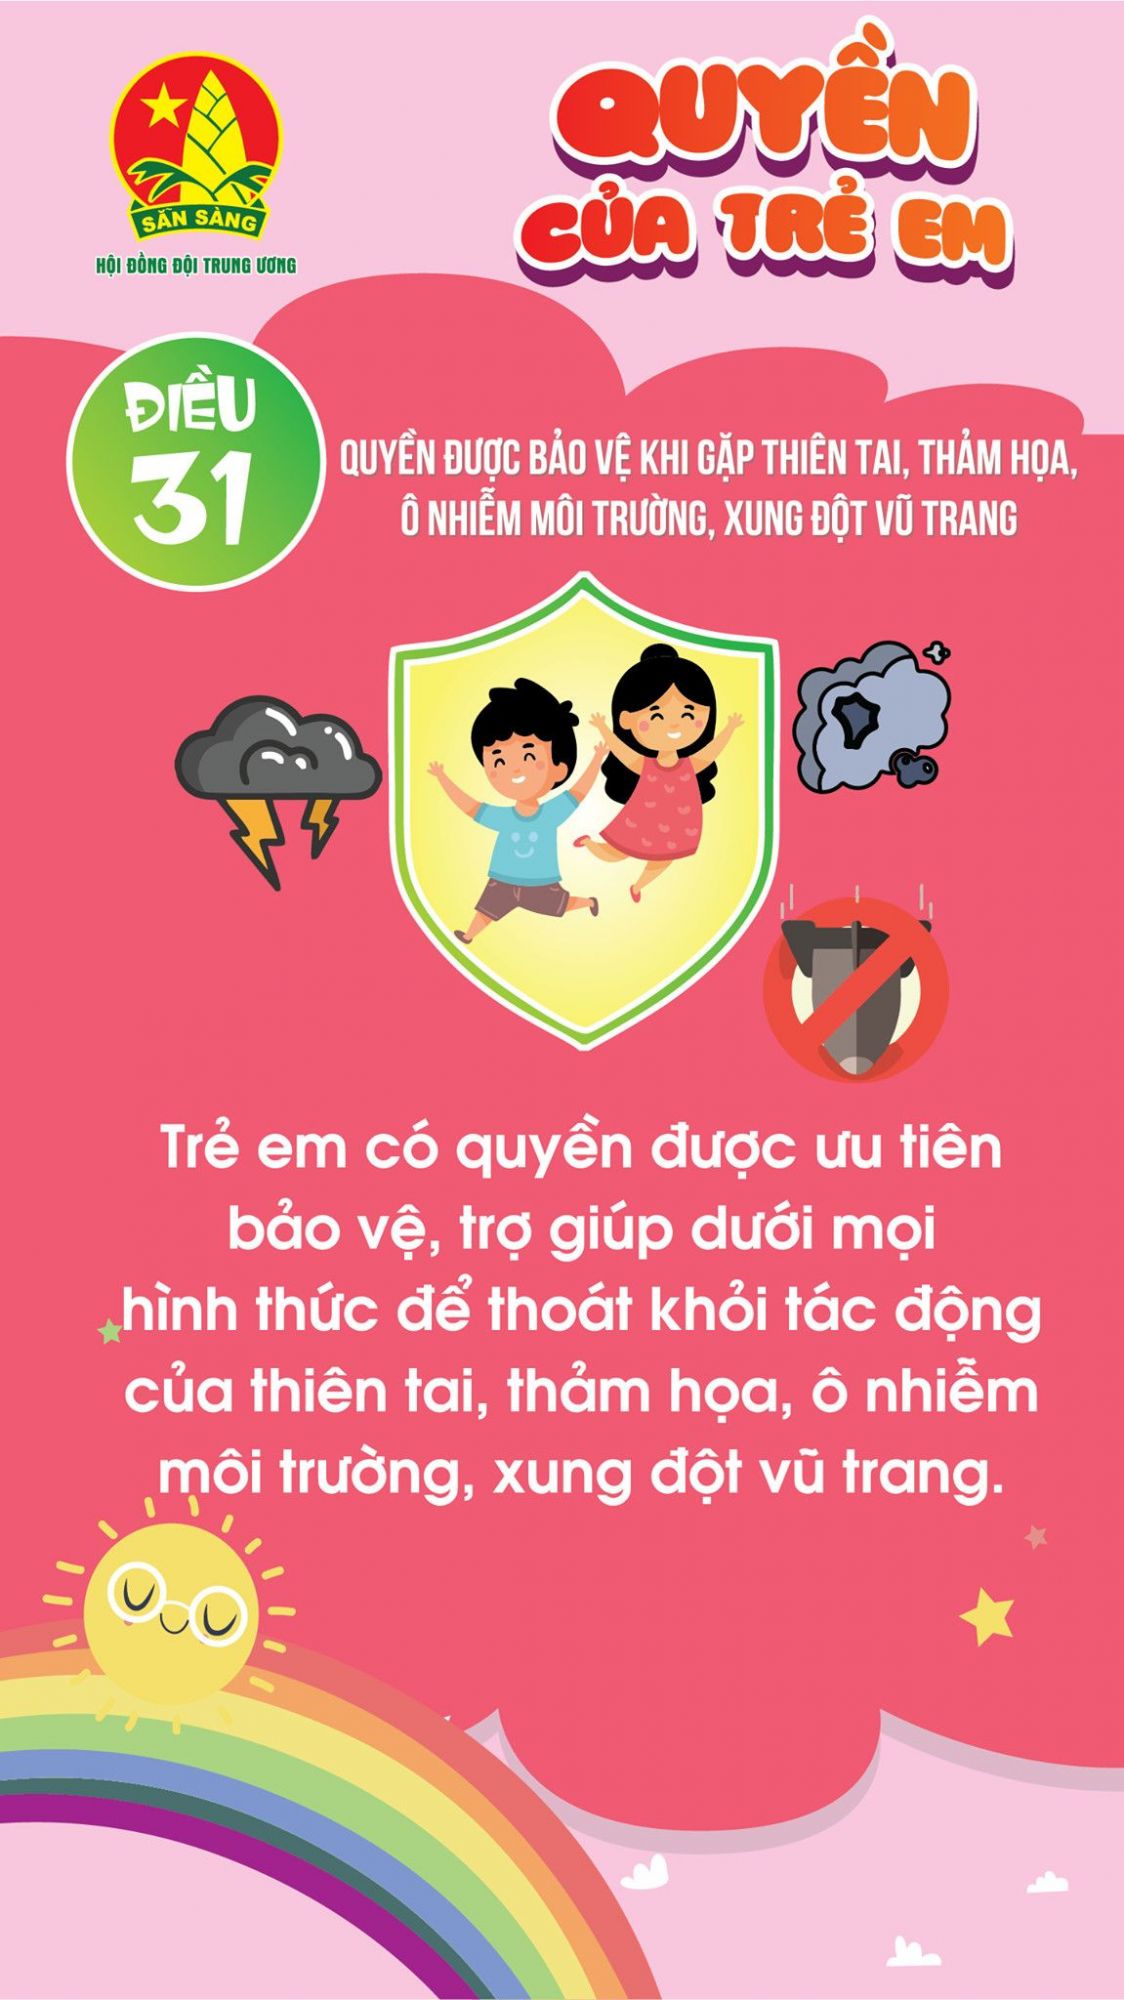 SẴN SÀNG
HỘI ĐỒNG ĐỘI TRUNG ƯƠNG
QUYỀN
CỦA TRẺ EM
ĐIỀU
31
QUYỀN ĐƯỢC BẢO VỆ KHI GẶP THIÊN TAI, THẢM HỌA,
Ô NHIỄM MÔI TRƯỜNG, XUNG ĐỘT VŨ TRANG
Trẻ em có quyền được ưu tiên
bảo vệ, trợ giúp dưới mọi
hình thức để thoát khỏi tác động
của thiên tai, thảm họa, ô nhiễm
môi trường, xung đột vũ trang.